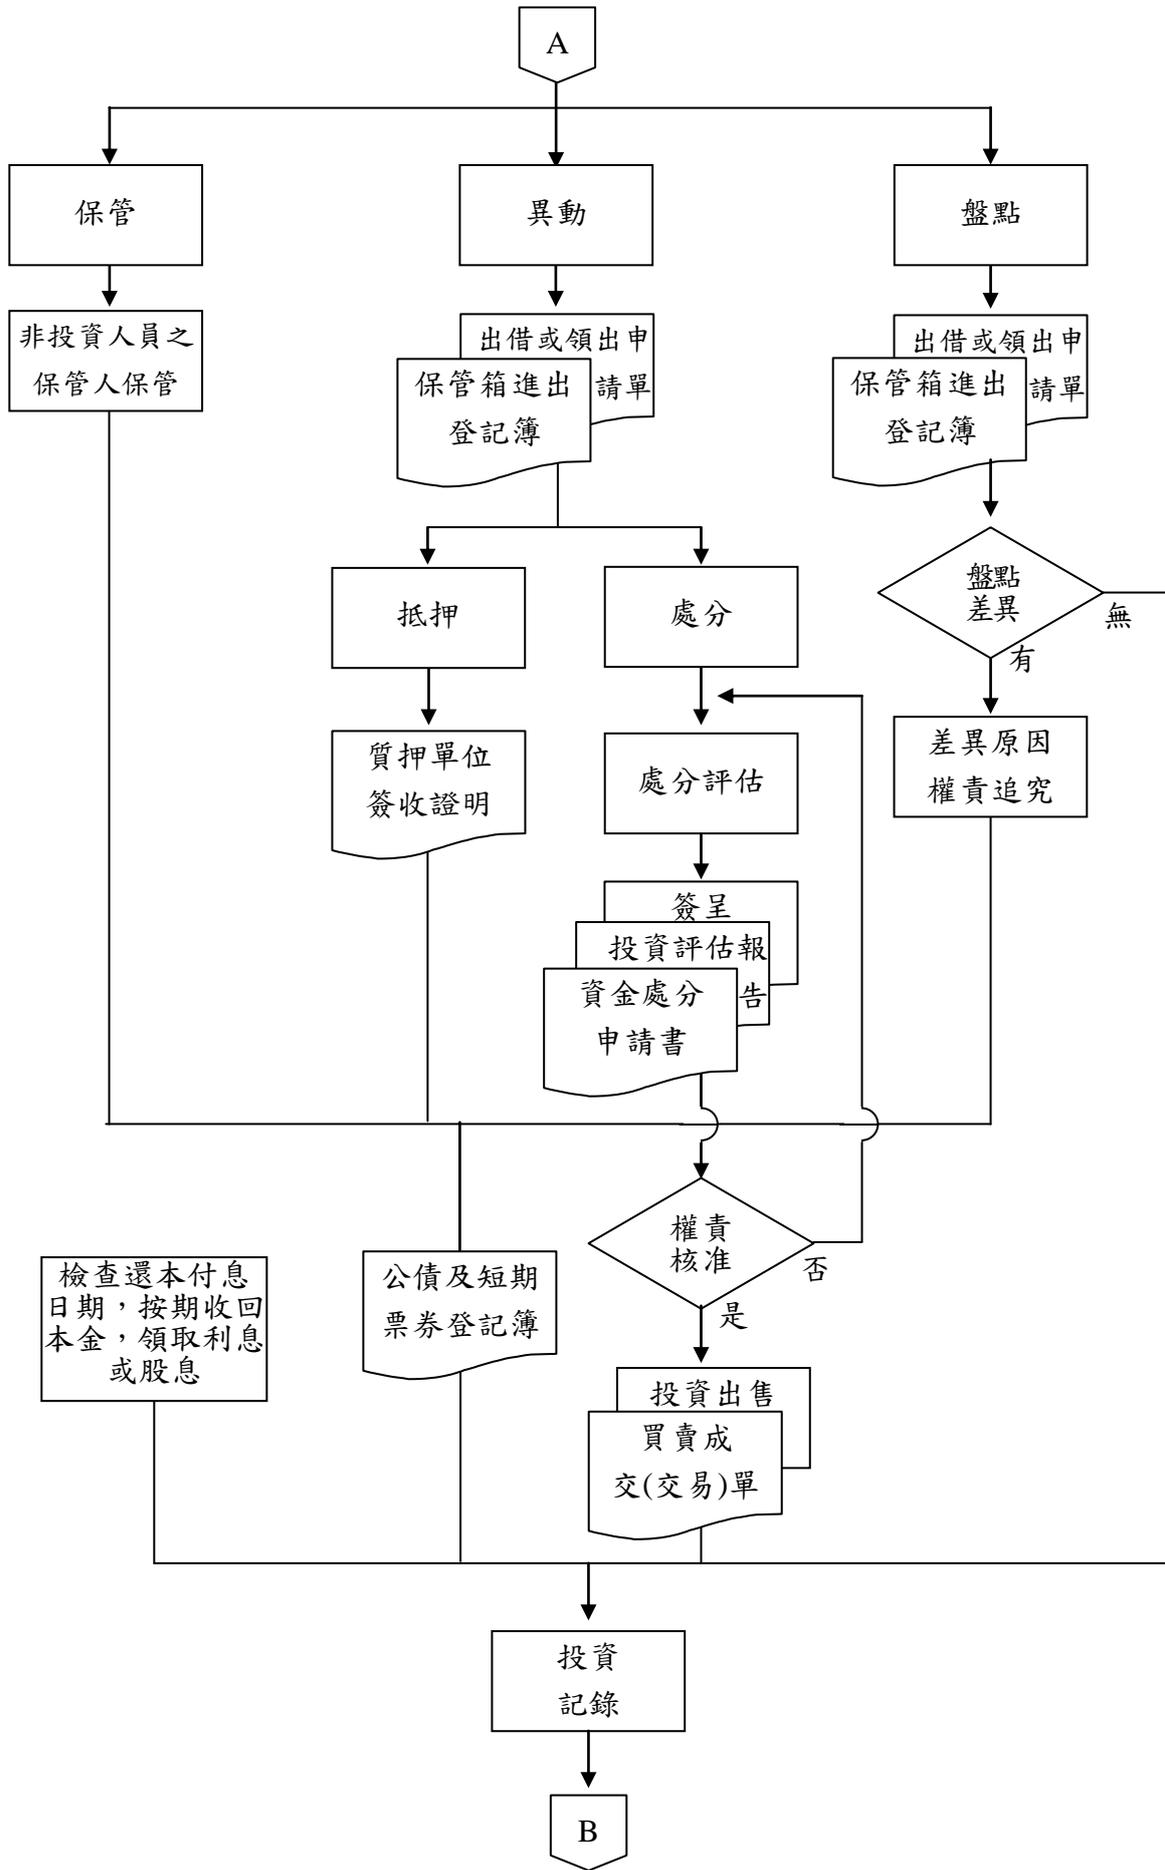 A
保管
異動
盤點
非投資人員之
保管人保管
出借或領出申
請單
保管箱進出
登記簿
出借或領出申
請單
保管箱進出
登記簿
抵押
處分
盤點
差異
無
有
質押單位
簽收證明
處分評估
差異原因
權責追究
簽呈
投資評估報
告
資金處分
申請書
權責
核准
否
是
檢查還本付息
日期，按期收回
本金，領取利息
或股息
公債及短期
票券登記簿
投資出售
買賣成
交(交易)單
投資
記錄
B